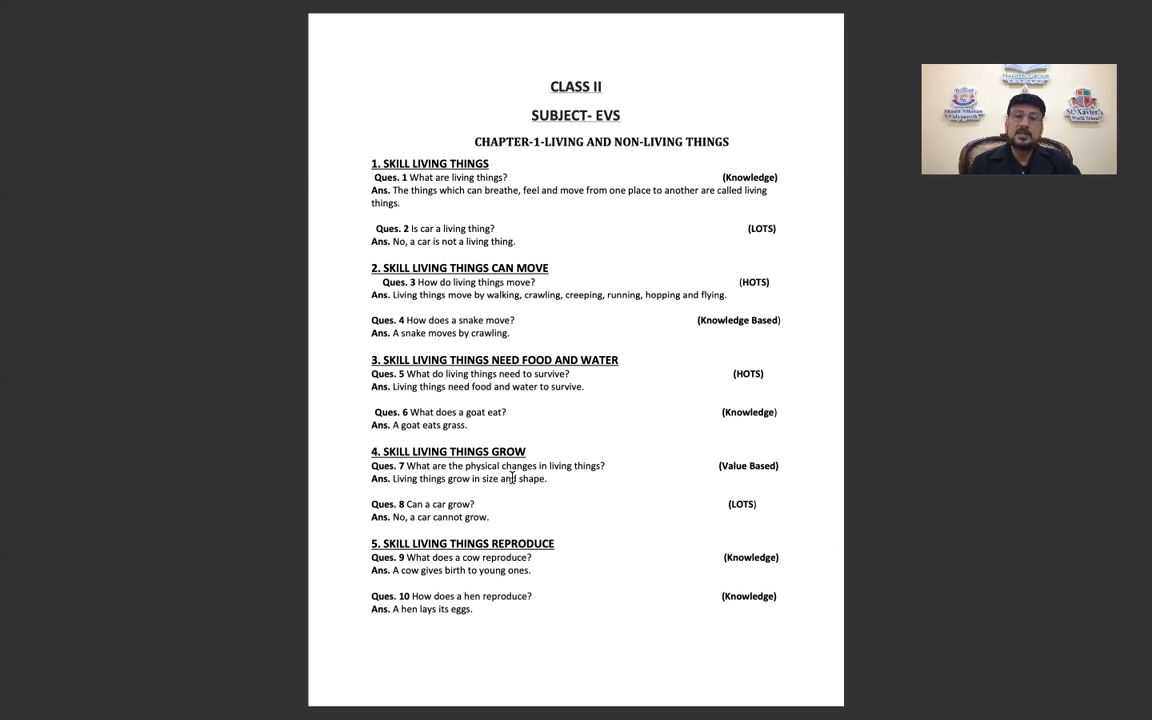 CLASS II
SUBJECT- EVS
CHAPTER-1-LIVING AND NON-LIVING THINGS
1. SKILL LIVING THINGS
Ques. 1 What are living things? (Knowledge)
Ans. The things which can breathe, feel and move from one place to another are called living
things.
Ques. 2 Is car a living thing? (LOTS)
Ans. No, a car is not a living thing.
2. SKILL LIVING THINGS CAN MOVE
Ques. 3 How do living things move? (HOTS)
Ans. Living things move by walking, crawling, creeping, running, hopping and flying.
Ques. 4 How does a snake move? (Knowledge Based)
Ans. A snake moves by crawling.
3. SKILL LIVING THINGS NEED FOOD AND WATER
Ques. 5 What do living things need to survive? (HOTS)
Ans. Living things need food and water to survive.
Ques. 6 What does a goat eat? (Knowledge)
Ans. A goat eats grass.
4. SKILL LIVING THINGS GROW
Ques. 7 What are the physical changes in living things? (Value Based)
Ans. Living things grow in size and shape.
Ques. 8 Can a car grow? (LOTS)
Ans. No, a car cannot grow.
5. SKILL LIVING THINGS REPRODUCE
Ques. 9 What does a cow reproduce? (Knowledge)
Ans. A cow gives birth to young ones.
Ques. 10 How does a hen reproduce? (Knowledge)
Ans. A hen lays its eggs.
St. Xavier's
World School